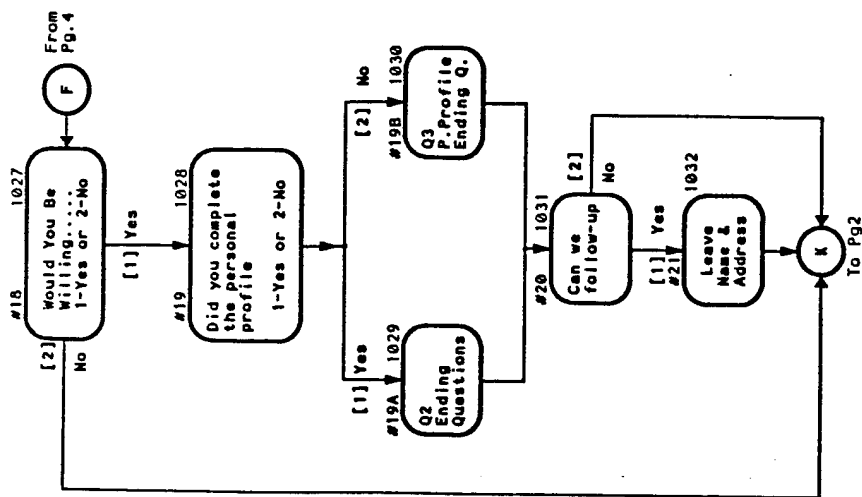 From
Pg.4
F
#18
1027
Would You Be
Willing.....
1-Yes or 2-No
[2]
No
[1] Yes
#19
1028
Did you complete
the personal
profile
1-Yes or 2-No
[1] Yes
#19A
1029
Q2
Ending
Questions
[2] No
#19B
1030
Q3
P.Profile
Ending Q.
#20
1031
Can we
follow-up
[2]
No
[1] Yes
#21
1032
Leave
Name &
Address
K
To Pg2